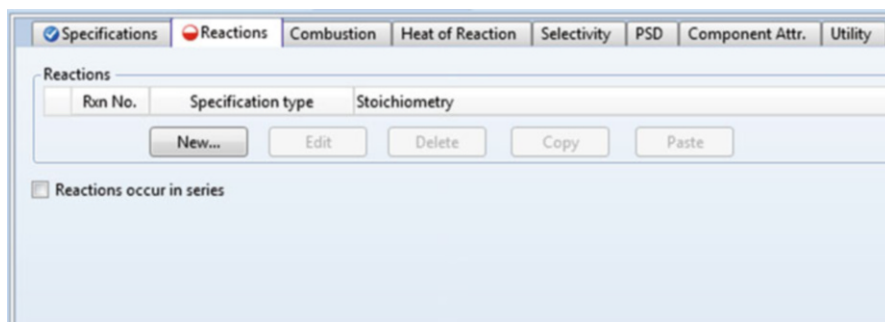 Specifications Reactions Combustion Heat of Reaction Selectivity PSD Component Attr. Utility
Reactions
Rxn No. Specification type Stoichiometry
New... Edit Delete Copy Paste
Reactions occur in series